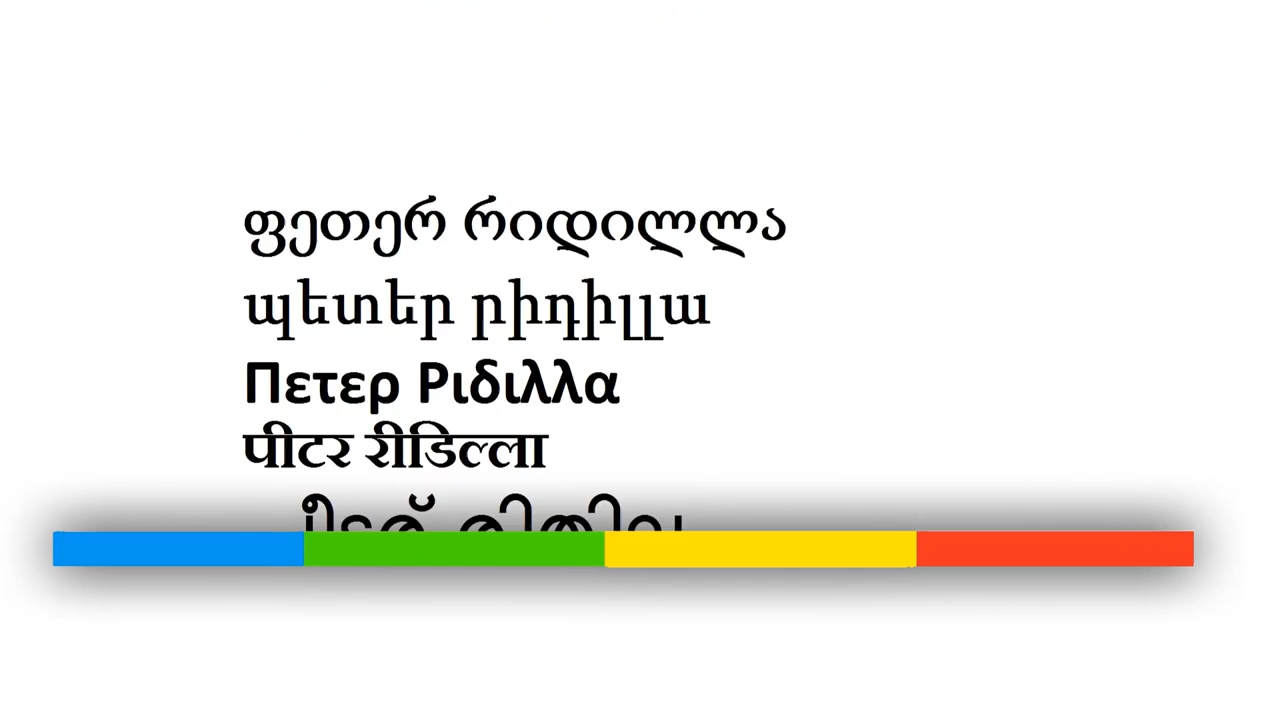 ფეთერ რიდილლა
պետեր րիդիլլա
Πετερ Ριδιλλα
पीटर रीडिल्ला